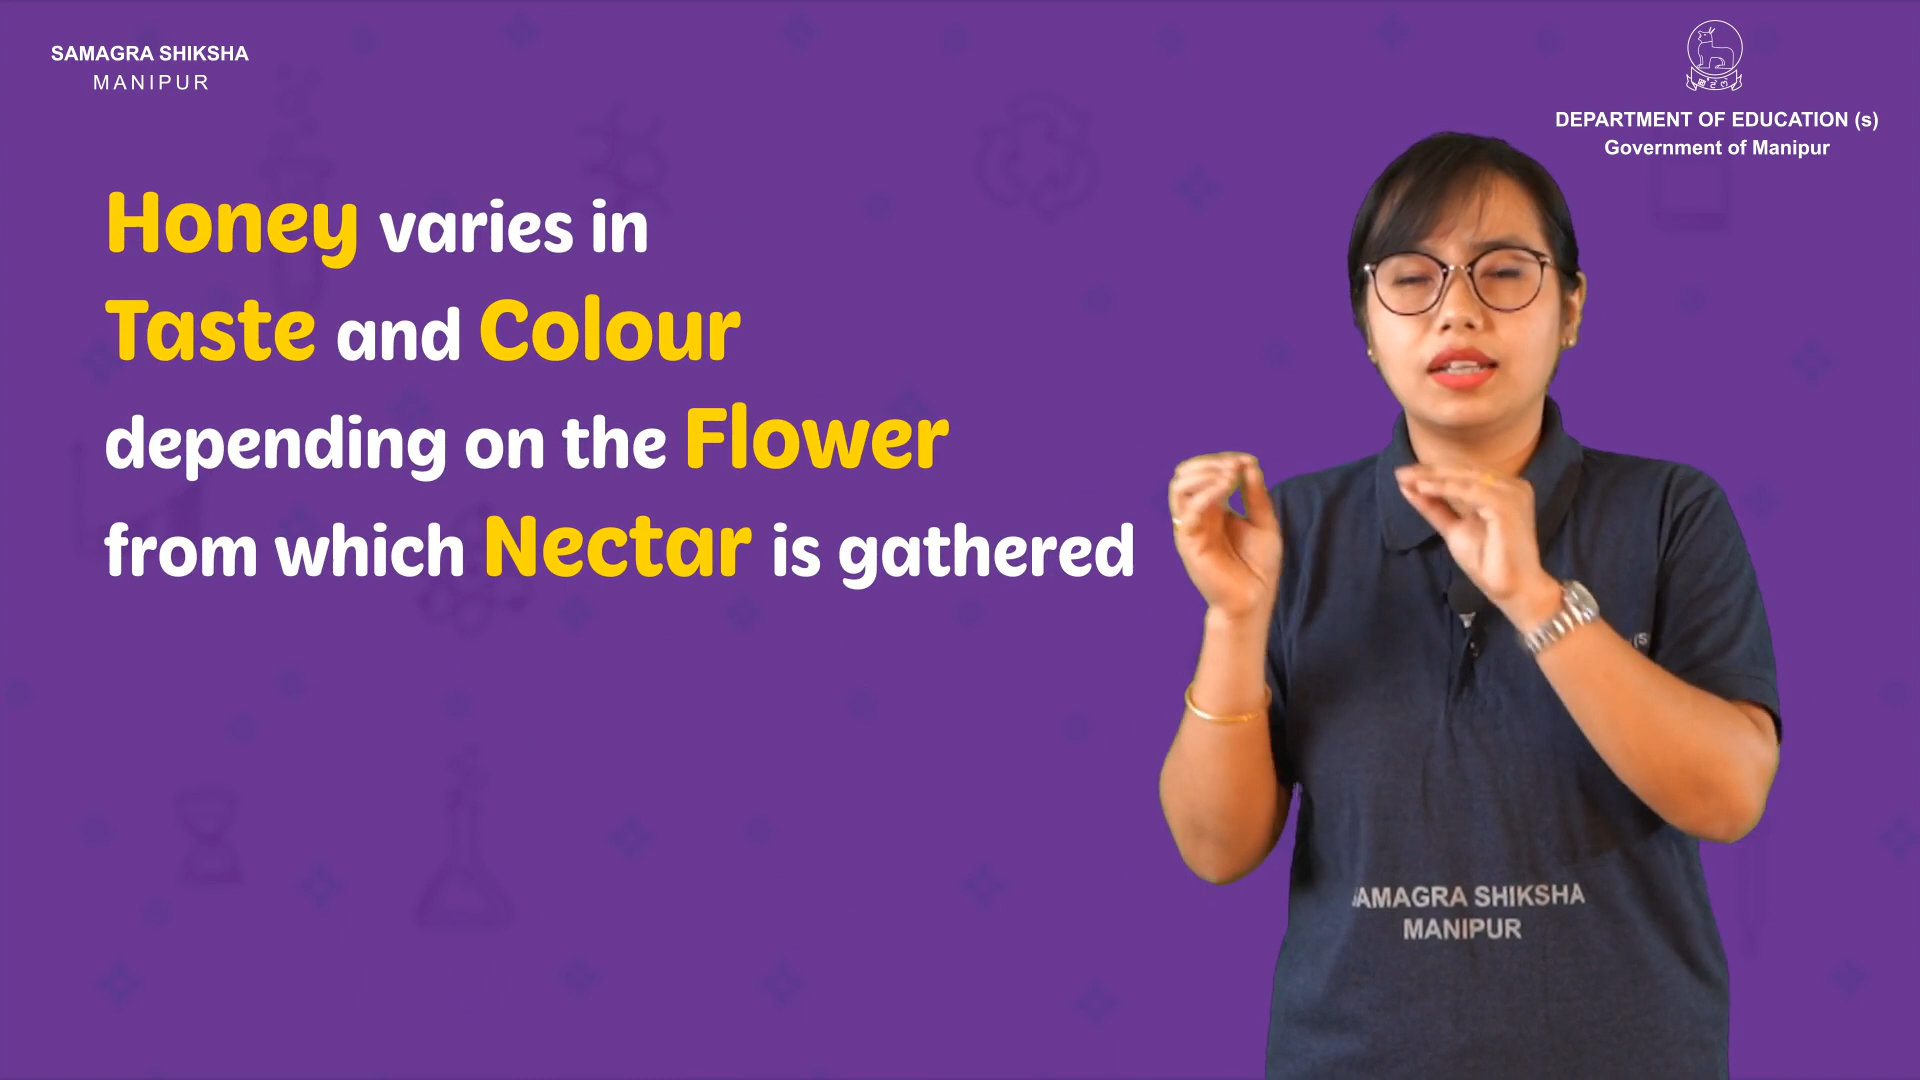 SAMAGRA SHIKSHA
MANIPUR
DEPARTMENT OF EDUCATION (s)
Government of Manipur
Honey varies in
Taste and Colour
depending on the Flower
from which Nectar is gathered
(S
AMAGRA SHIKSHA
MANIPUR